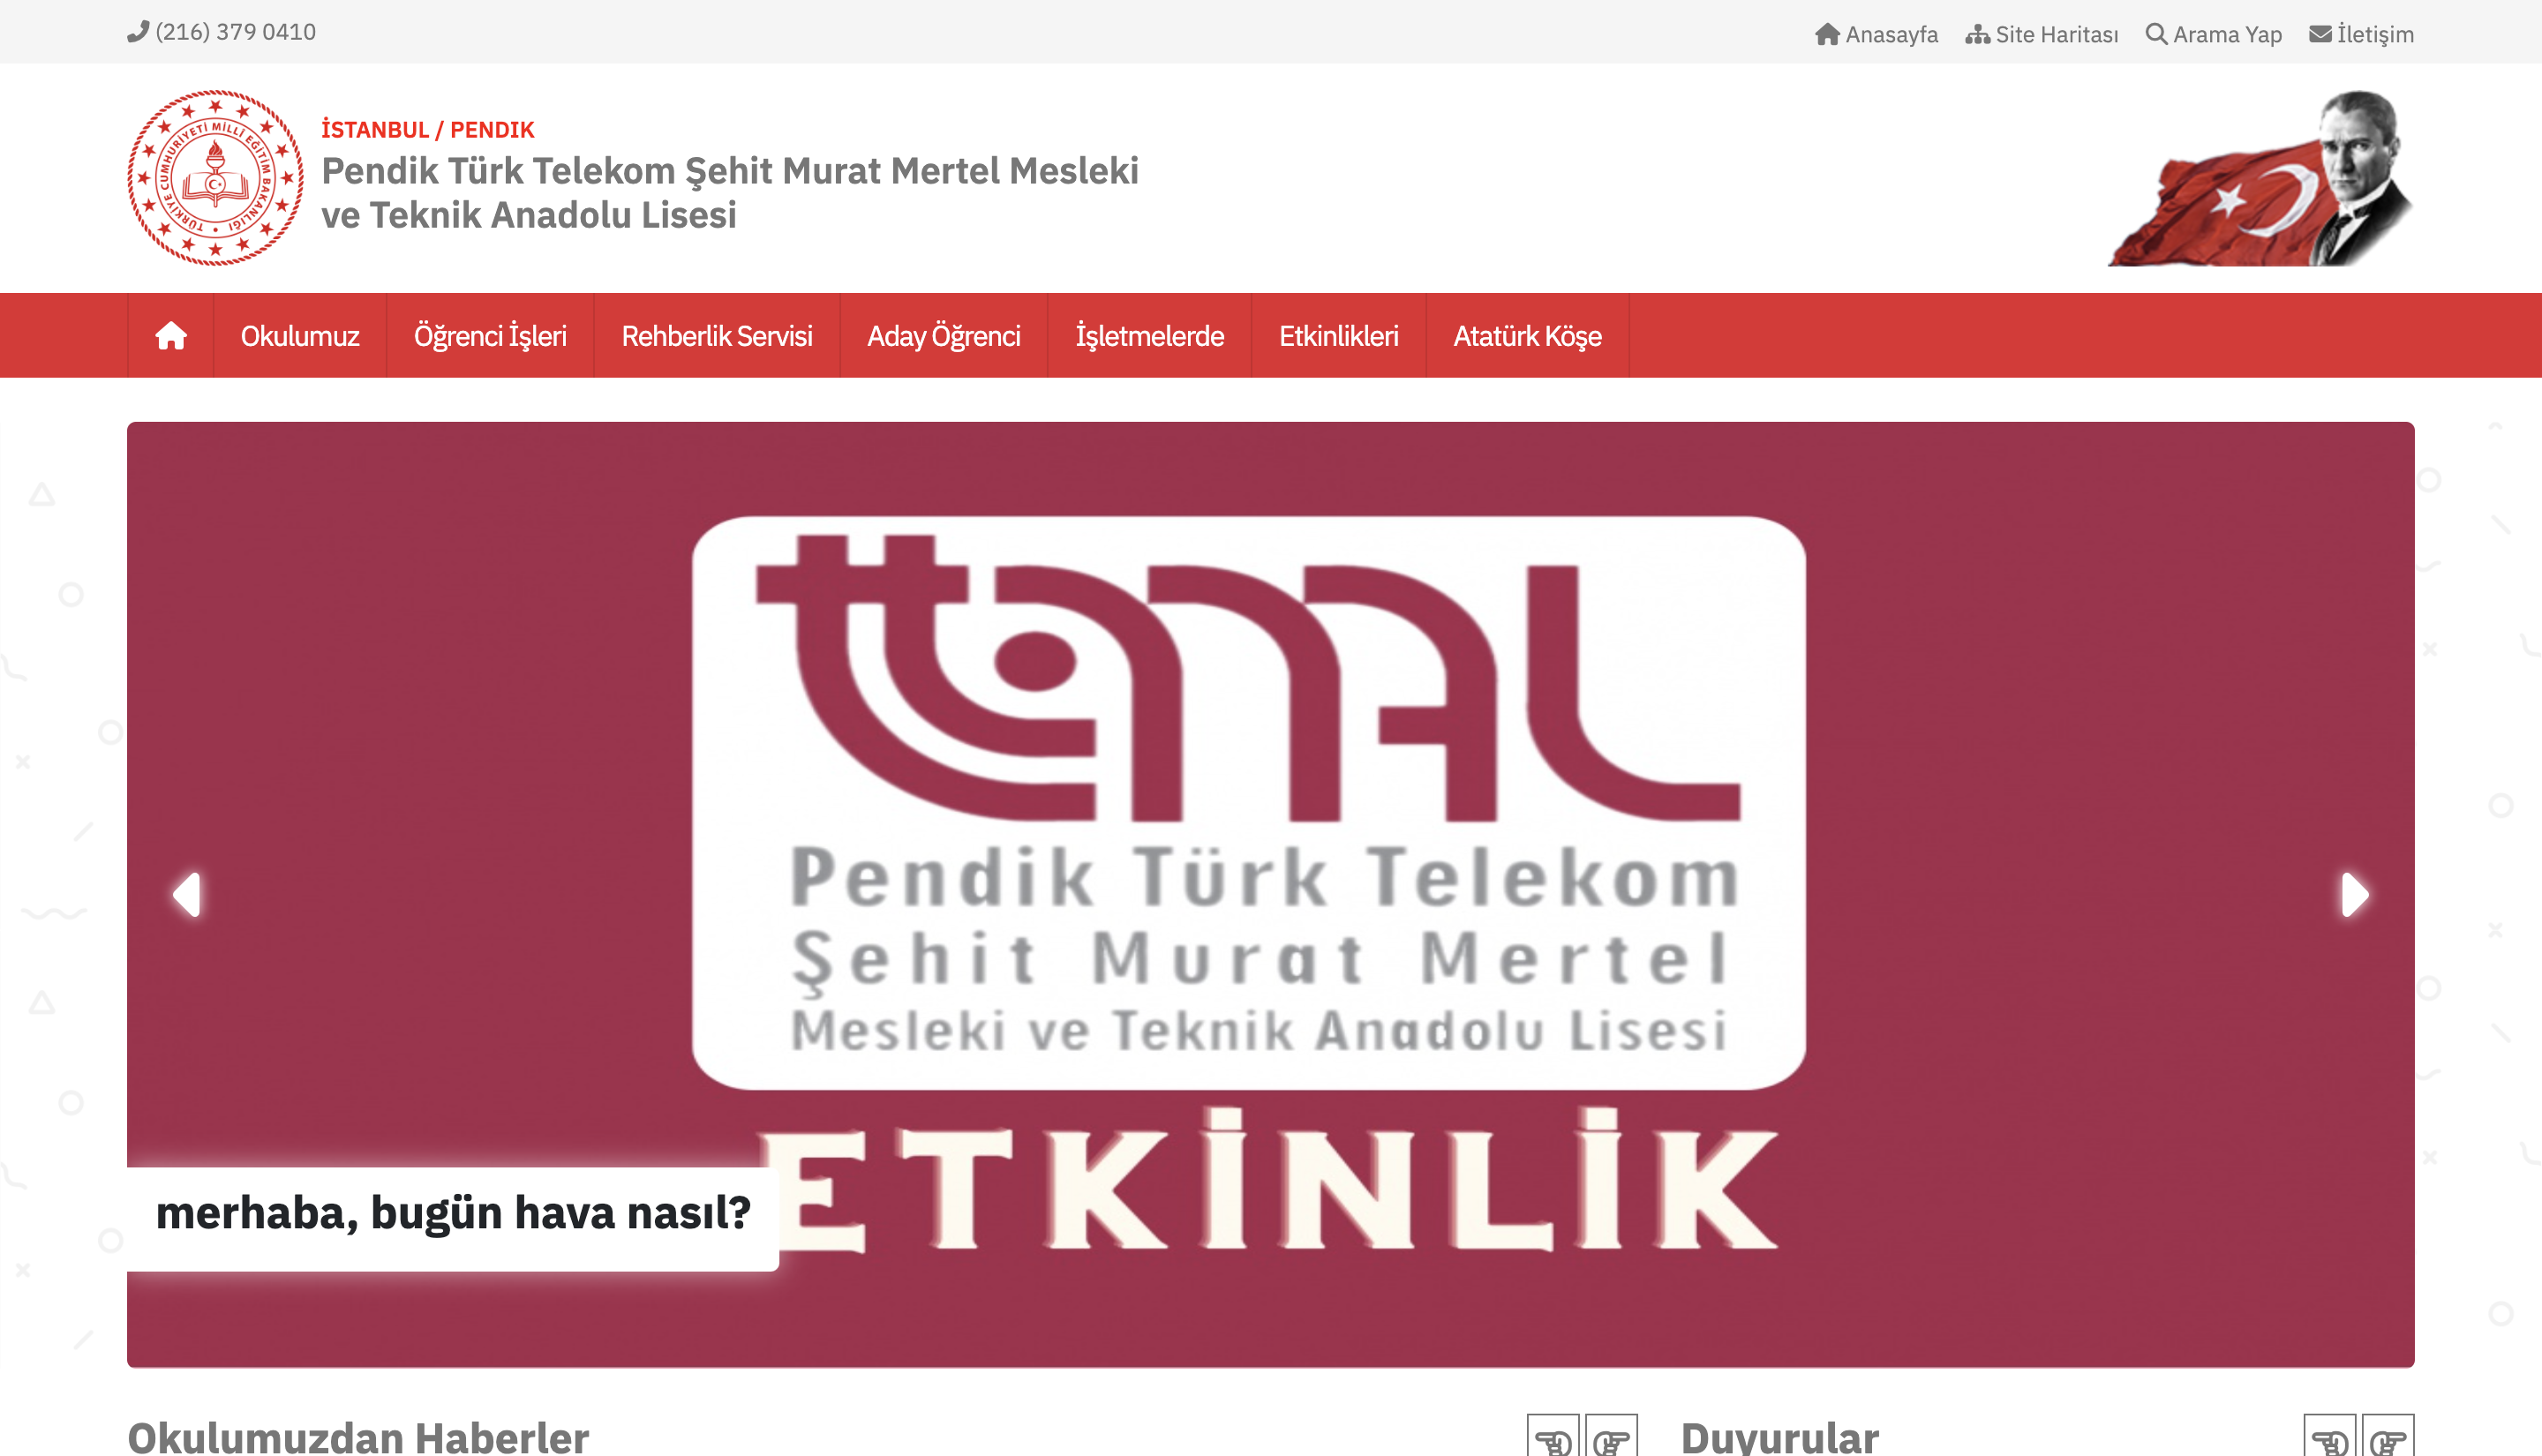 (216) 379 0410
Anasayfa
Site Haritası
Arama Yap
İletişim
TÜRKİYE CUMHURİYETİ MİLLÎ EĞİTİM BAKANLIĞI
İSTANBUL / PENDIK
Pendik Türk Telekom Şehit Murat Mertel Mesleki
ve Teknik Anadolu Lisesi
Okulumuz
Öğrenci İşleri
Rehberlik Servisi
Aday Öğrenci
İşletmelerde
Etkinlikleri
Atatürk Köşe
ttmAL
Pendik Türk Telekom
Şehit Murat Mertel
Mesleki ve Teknik Anadolu Lisesi
ETKİNLİK
merhaba, bugün hava nasıl?
Okulumuzdan Haberler
Duyurular